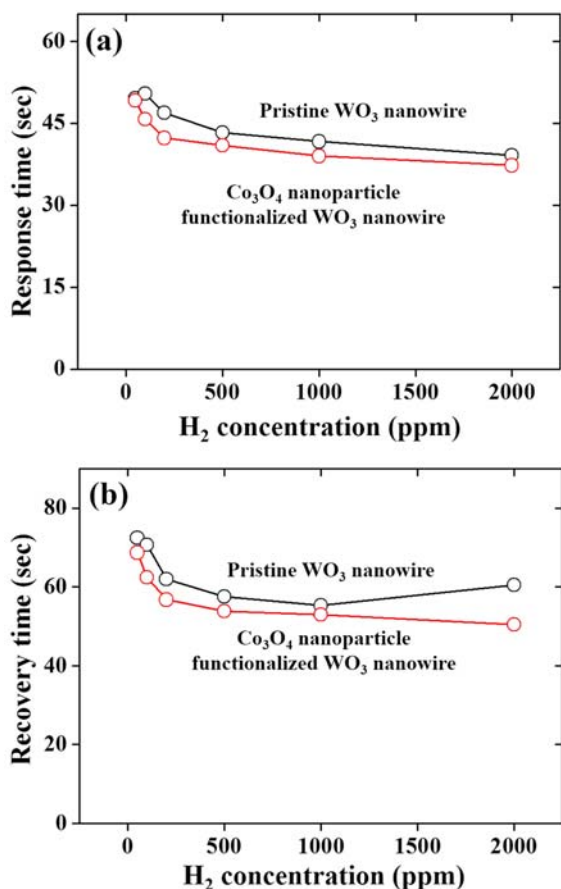 (a)
Response time (sec)
60
45
30
15
0
Pristine WO₃ nanowire
Co₃O₄ nanoparticle
functionalized WO₃ nanowire
0 500 1000 1500 2000
H₂ concentration (ppm)
(b)
Recovery time (sec)
80
60
40
20
0
Pristine WO₃ nanowire
Co₃O₄ nanoparticle
functionalized WO₃ nanowire
0 500 1000 1500 2000
H₂ concentration (ppm)